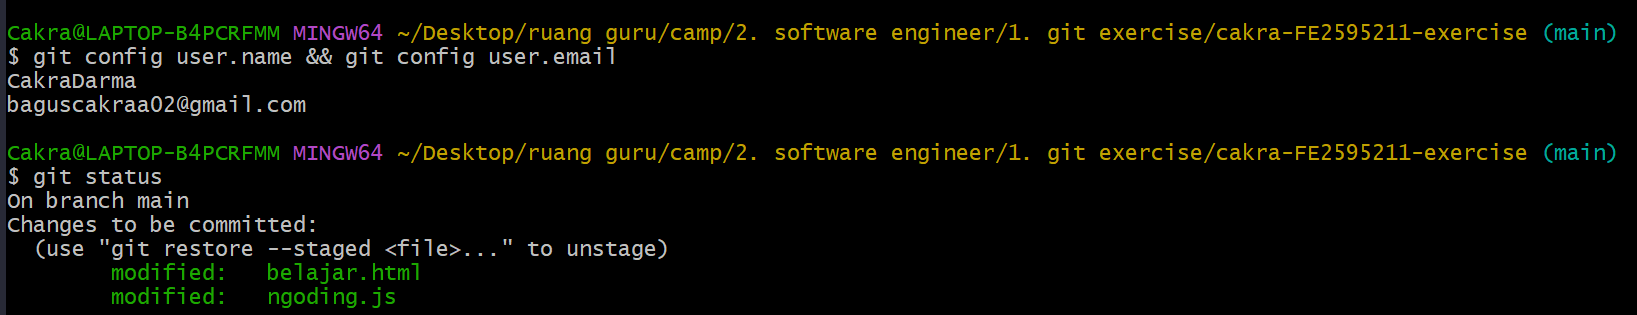 Cakra@LAPTOP-B4PCRFMM MINGW64 ~/Desktop/ruang guru/camp/2. software engineer/1. git exercise/cakra-FE2595211-exercise (main)
$ git config user.name && git config user.email
CakraDarma
baguscakraa02@gmail.com
Cakra@LAPTOP-B4PCRFMM MINGW64 ~/Desktop/ruang guru/camp/2. software engineer/1. git exercise/cakra-FE2595211-exercise (main)
$ git status
On branch main
Changes to be committed:
  (use "git restore --staged <file>..." to unstage)
        modified:   belajar.html
        modified:   ngoding.js